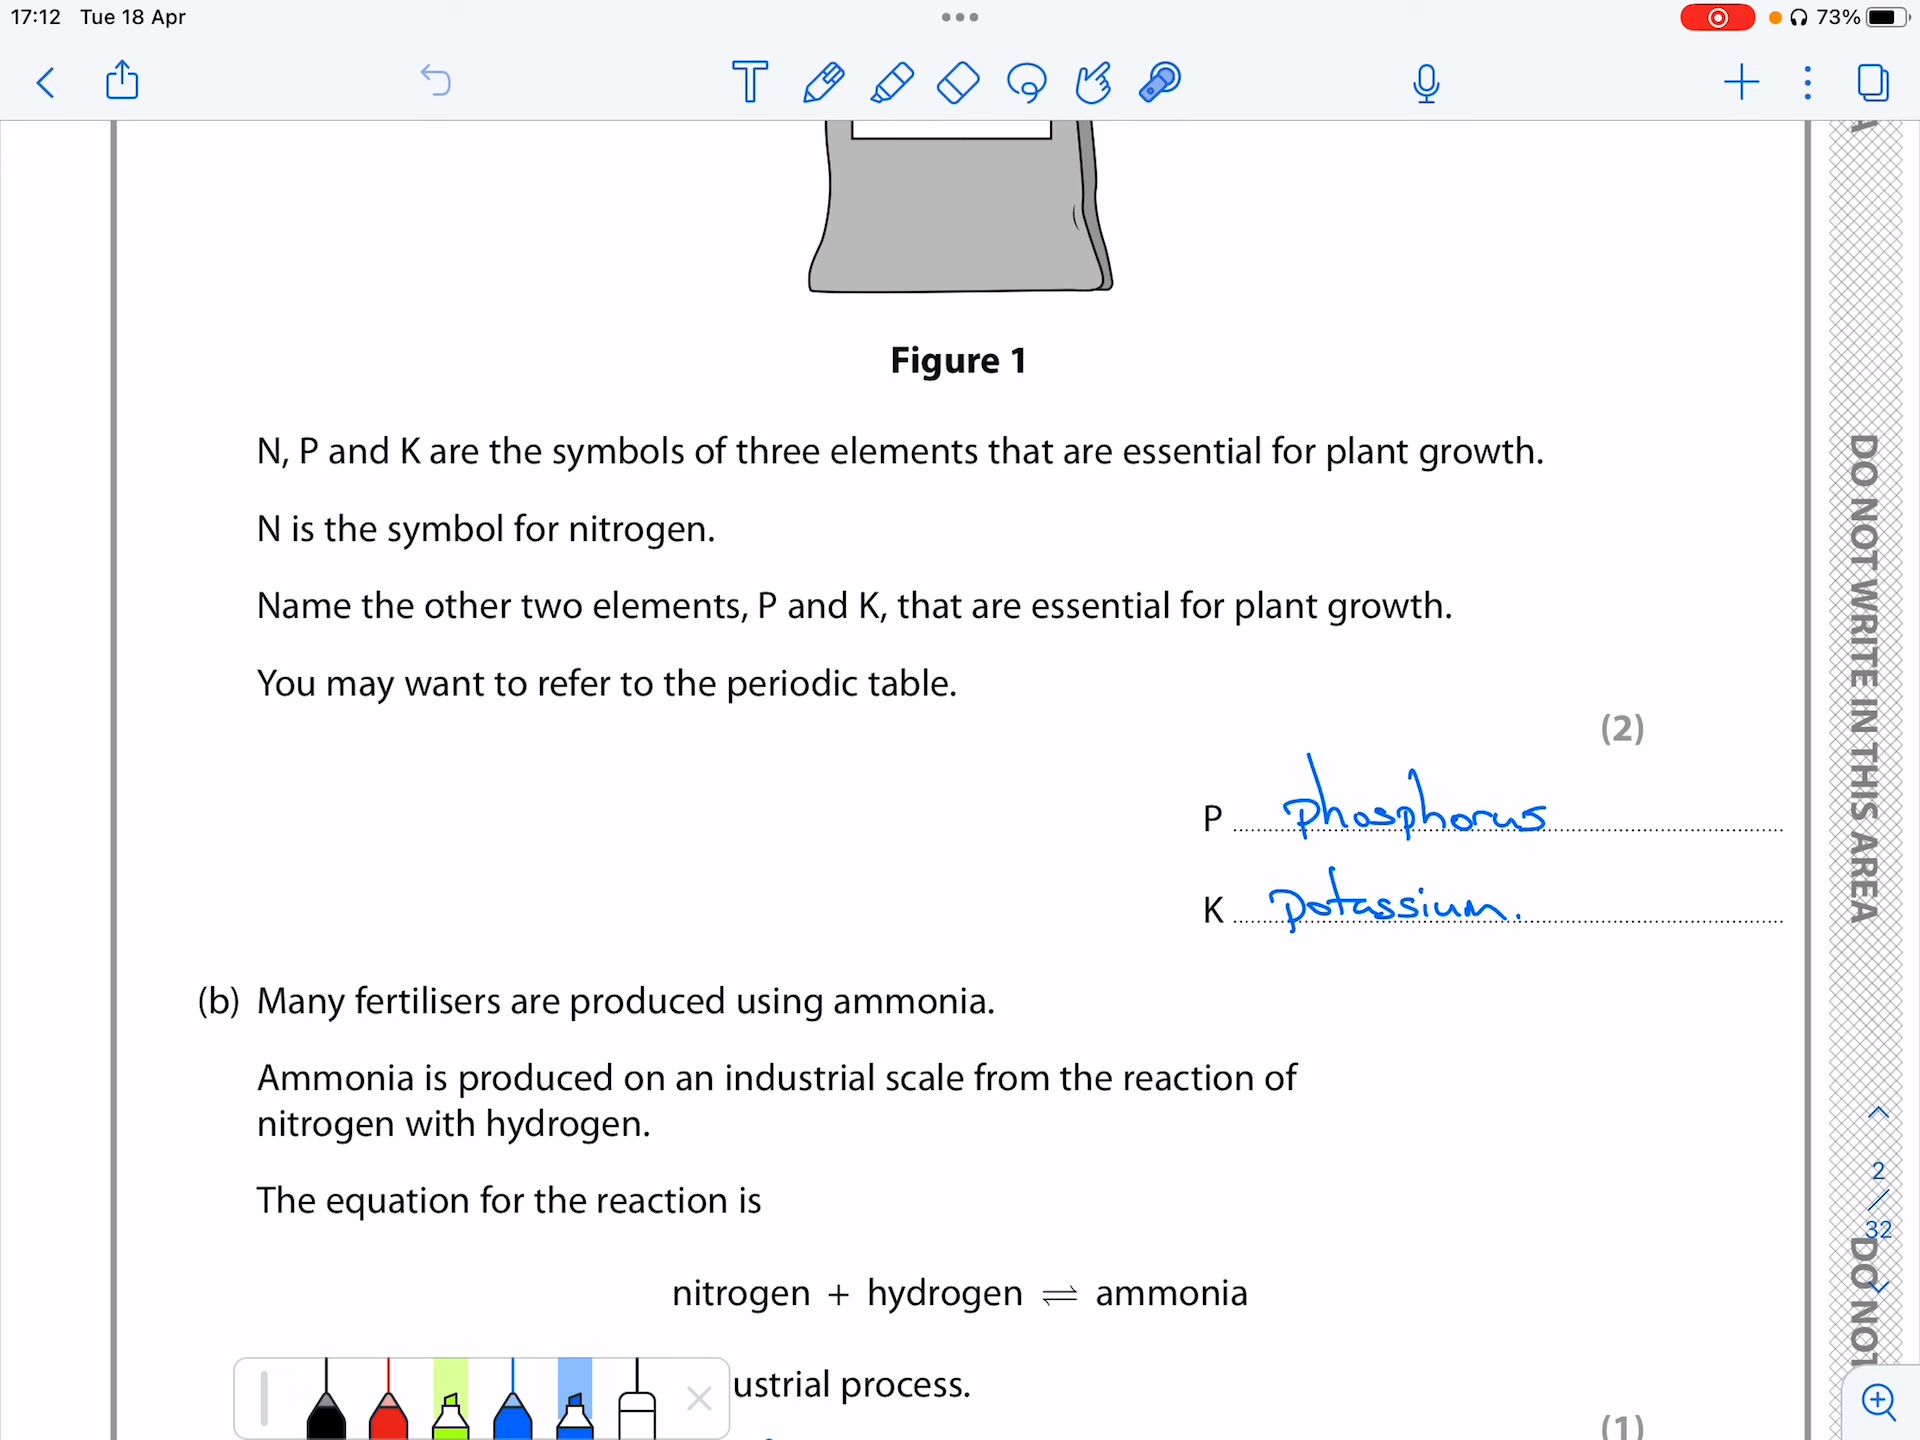 17:12 Tue 18 Apr
73%
T
Figure 1
N, P and K are the symbols of three elements that are essential for plant growth.
N is the symbol for nitrogen.
Name the other two elements, P and K, that are essential for plant growth.
You may want to refer to the periodic table.
(2)
P phosphorus
K potassium.
(b) Many fertilisers are produced using ammonia.
Ammonia is produced on an industrial scale from the reaction of
nitrogen with hydrogen.
The equation for the reaction is
nitrogen + hydrogen ⇌ ammonia
ustrial process.
(1)
A
DO NOT WRITE IN THIS AREA
DO NOT
2
/
32